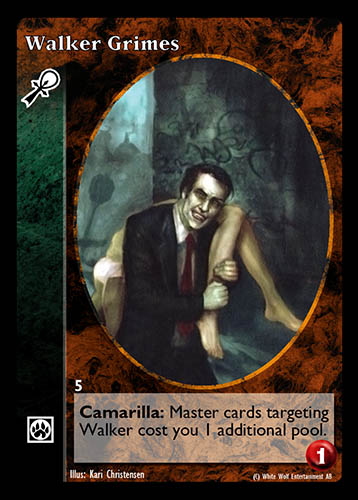 Walker Grimes
5
Camarilla: Master cards targeting
Walker cost you 1 additional pool.
1
Illus: Kari Christensen
(C) White Wolf Entertainment AB